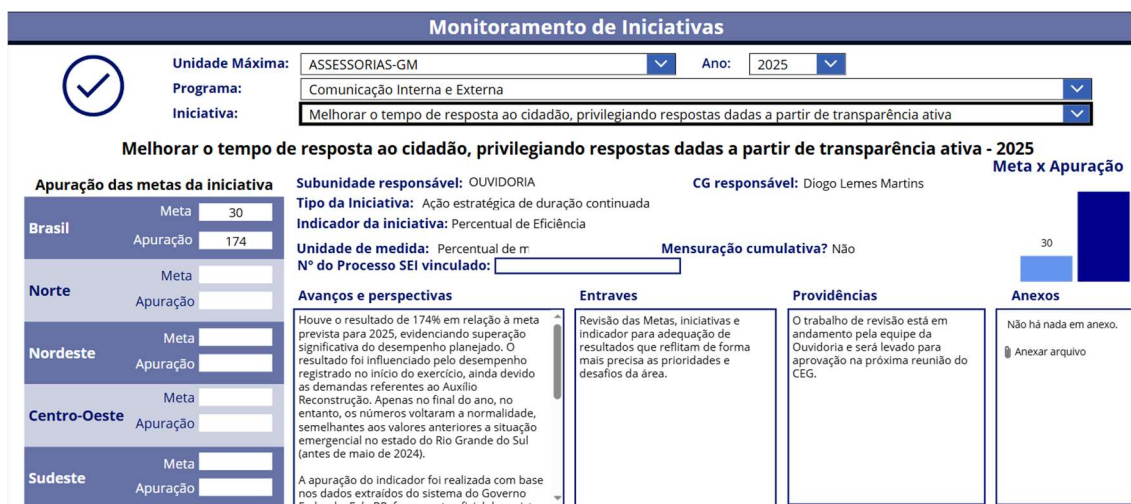 Monitoramento de Iniciativas
Unidade Máxima: ASSESSORIAS-GM Ano: 2025
Programa: Comunicação Interna e Externa
Iniciativa: Melhorar o tempo de resposta ao cidadão, privilegiando respostas dadas a partir de transparência ativa
Melhorar o tempo de resposta ao cidadão, privilegiando respostas dadas a partir de transparência ativa - 2025
Meta x Apuração
30
Apuração das metas da iniciativa
Brasil
Meta 30
Apuração 174
Norte
Meta
Apuração
Nordeste
Meta
Apuração
Centro-Oeste
Meta
Apuração
Sudeste
Meta
Apuração
Subunidade responsável: OUVIDORIA CG responsável: Diogo Lemes Martins
Tipo da Iniciativa: Ação estratégica de duração continuada
Indicador da iniciativa: Percentual de Eficiência
Unidade de medida: Percentual de m Mensuração cumulativa? Não
Nº do Processo SEI vinculado:
Avanços e perspectivas
Houve o resultado de 174% em relação à meta
prevista para 2025, evidenciando superação
significativa do desempenho planejado. O
resultado foi influenciado pelo desempenho
registrado no início do exercício, ainda devido
as demandas referentes ao Auxílio
Reconstrução. Apenas no final do ano, no
entanto, os números voltaram a normalidade,
semelhantes aos valores anteriores a situação
emergencial no estado do Rio Grande do Sul
(antes de maio de 2024).
A apuração do indicador foi realizada com base
nos dados extraídos do sistema do Governo
Entraves
Revisão das Metas, iniciativas e
indicador para adequação de
resultados que reflitam de forma
mais precisa as prioridades e
desafios da área.
Providências
O trabalho de revisão está em
andamento pela equipe da
Ouvidoria e será levado para
aprovação na próxima reunião do
CEG.
Anexos
Não há nada em anexo.
Anexar arquivo